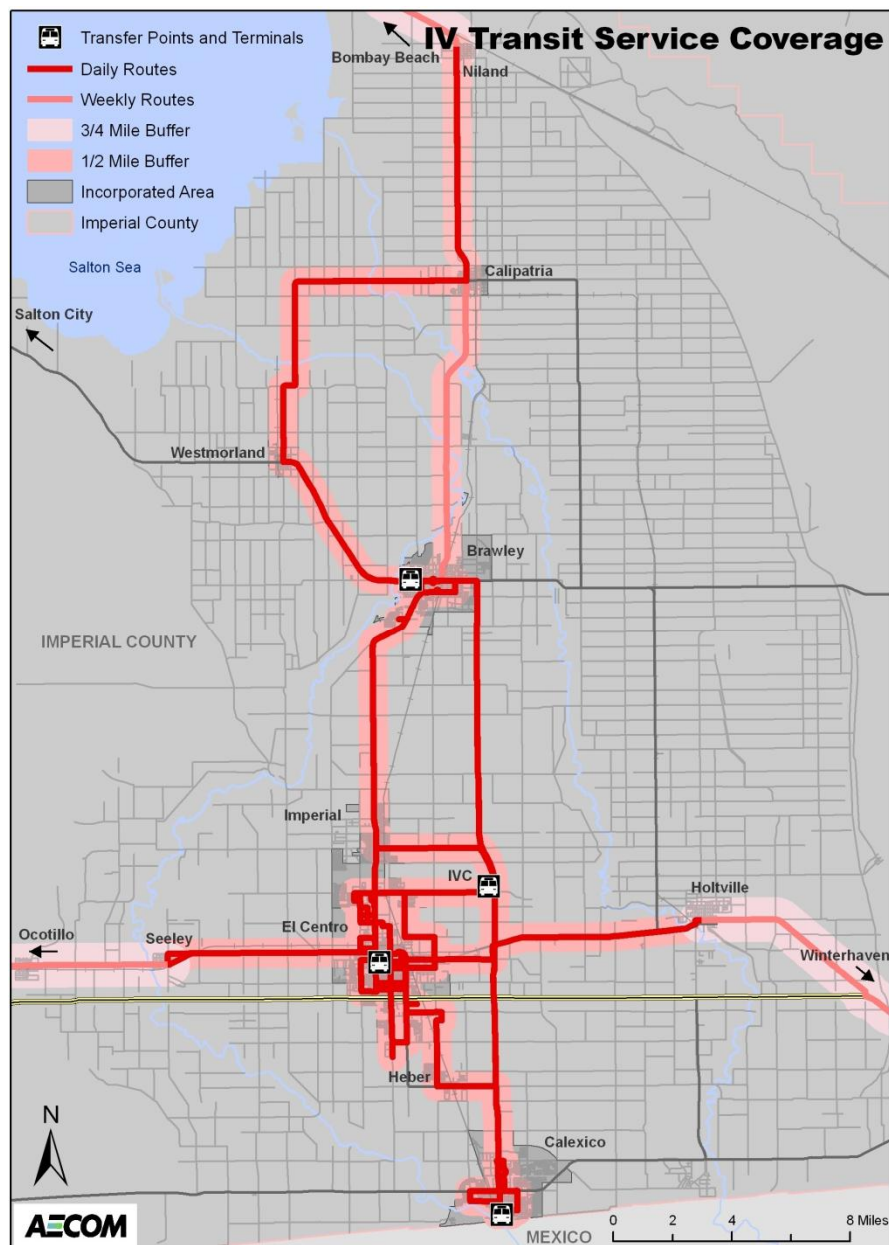 IV Transit Service Coverage
Transfer Points and Terminals
Daily Routes
Weekly Routes
3/4 Mile Buffer
1/2 Mile Buffer
Incorporated Area
Imperial County
Bombay Beach
Niland
Salton Sea
Calipatria
Salton City
Westmorland
Brawley
IMPERIAL COUNTY
Imperial
IVC
Holtville
El Centro
Ocotillo
Seeley
Winterhaven
Heber
N
Calexico
AECOM
MEXICO
0 2 4 8 Miles